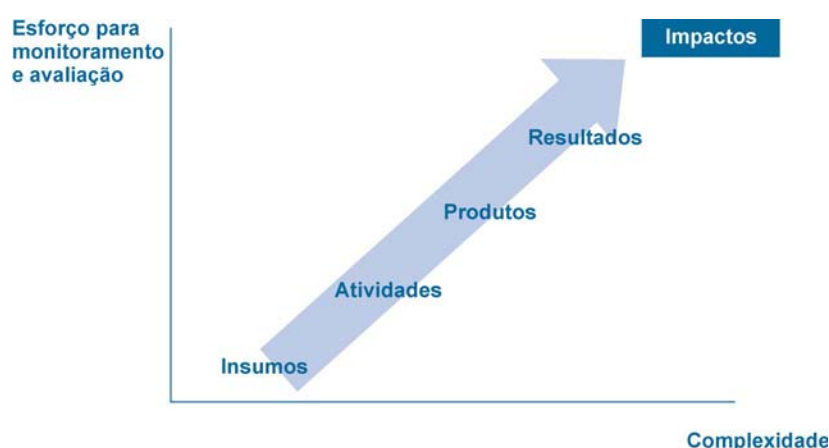 Esforço para
monitoramento
e avaliação
Impactos
Resultados
Produtos
Atividades
Insumos
Complexidade